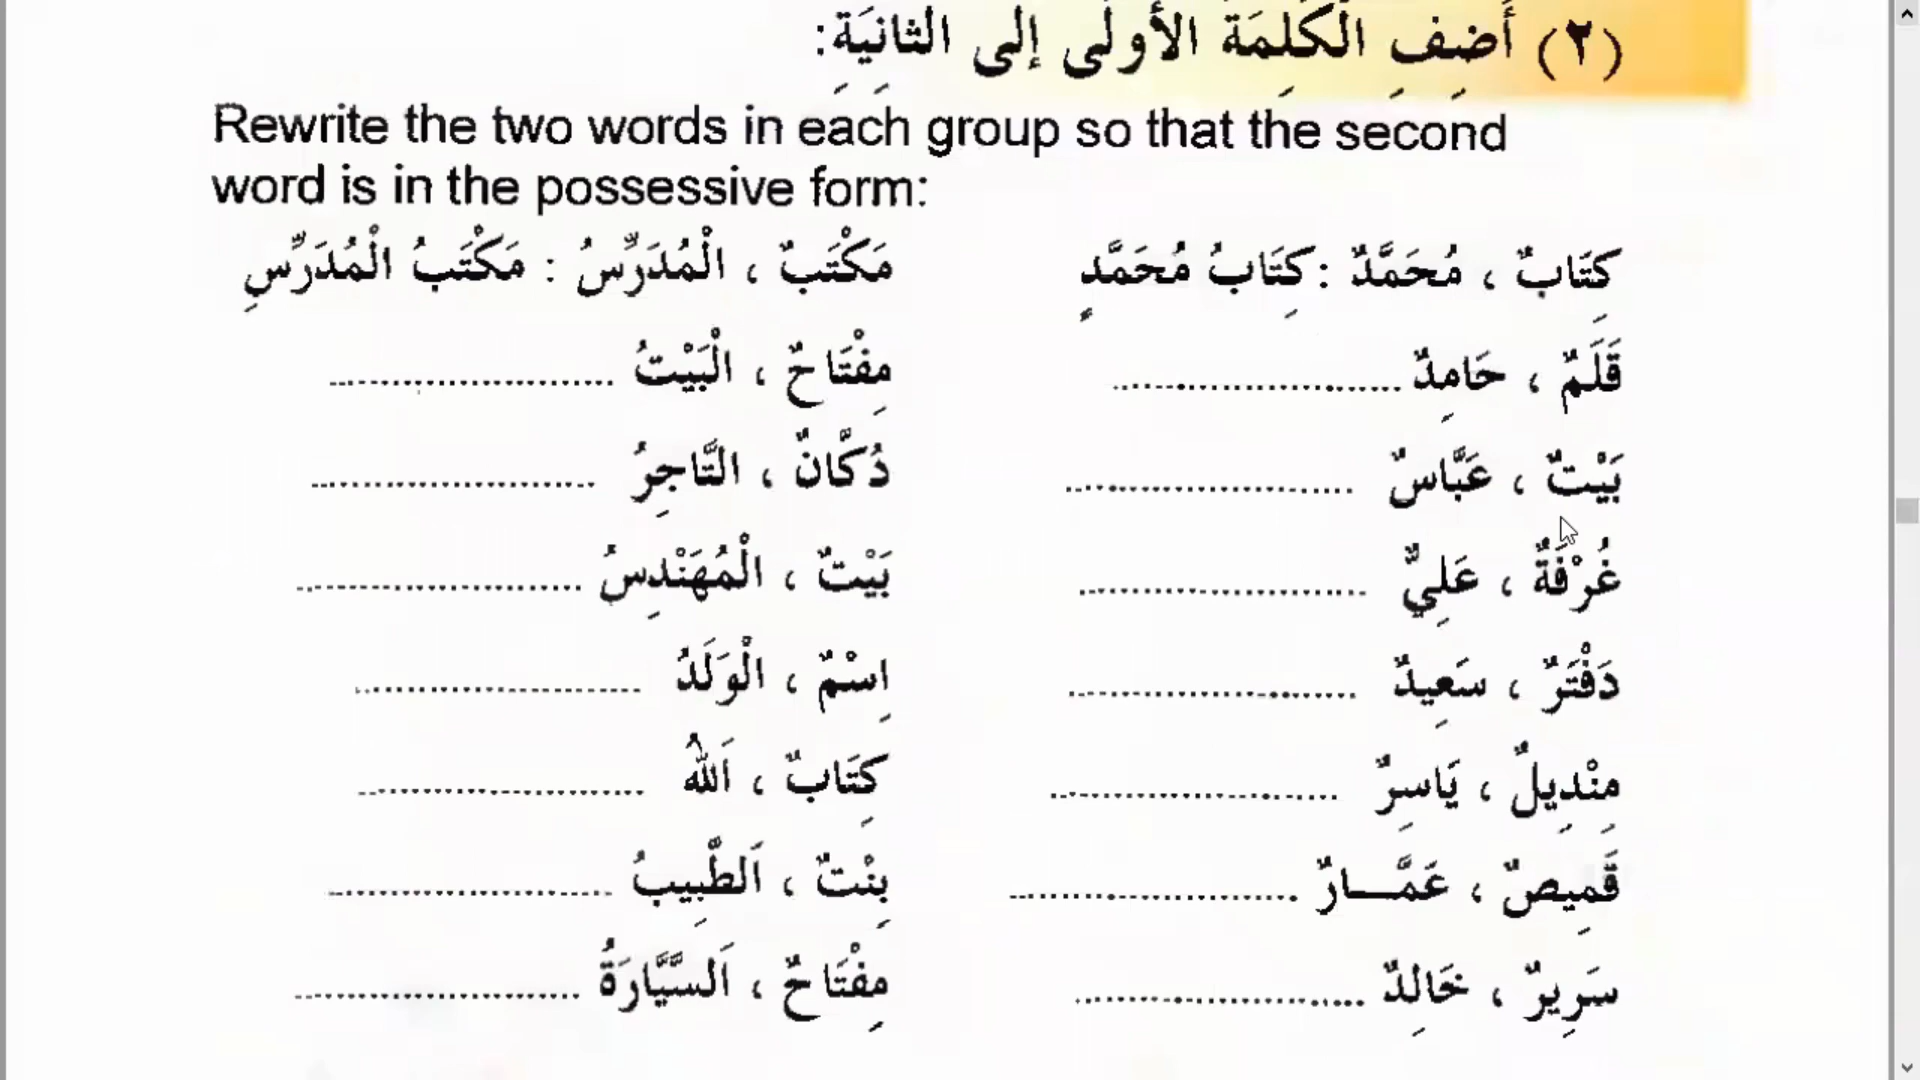 (٢) أَضِفِ الْكَلِمَةَ الْأُولَى إِلَى الثَّانِيَةِ:
Rewrite the two words in each group so that the second
word is in the possessive form:
كِتَابٌ ، مُحَمَّدٌ : كِتَابُ مُحَمَّدٍ
مَكْتَبٌ ، الْمُدَرِّسُ : مَكْتَبُ الْمُدَرِّسِ
قَلَمٌ ، حَامِدٌ ..............................
مِفْتَاحٌ ، الْبَيْتُ ..............................
بَيْتٌ ، عَبَّاسٌ ..............................
دُكَّانٌ ، التَّاجِرُ ..............................
غُرْفَةٌ ، عَلِيٌّ ..............................
بَيْتٌ ، الْمُهَنْدِسُ ..............................
دَفْتَرٌ ، سَعِيدٌ ..............................
اِسْمٌ ، الْوَلَدُ ..............................
مِنْدِيلٌ ، يَاسِرٌ ..............................
كِتَابٌ ، اَللهُ ..............................
قَمِيصٌ ، عَمَّـــارٌ ..............................
بِنْتٌ ، اَلطَّبِيبُ ..............................
سَرِيرٌ ، خَالِدٌ ..............................
مِفْتَاحٌ ، اَلسَّيَّارَةُ ..............................